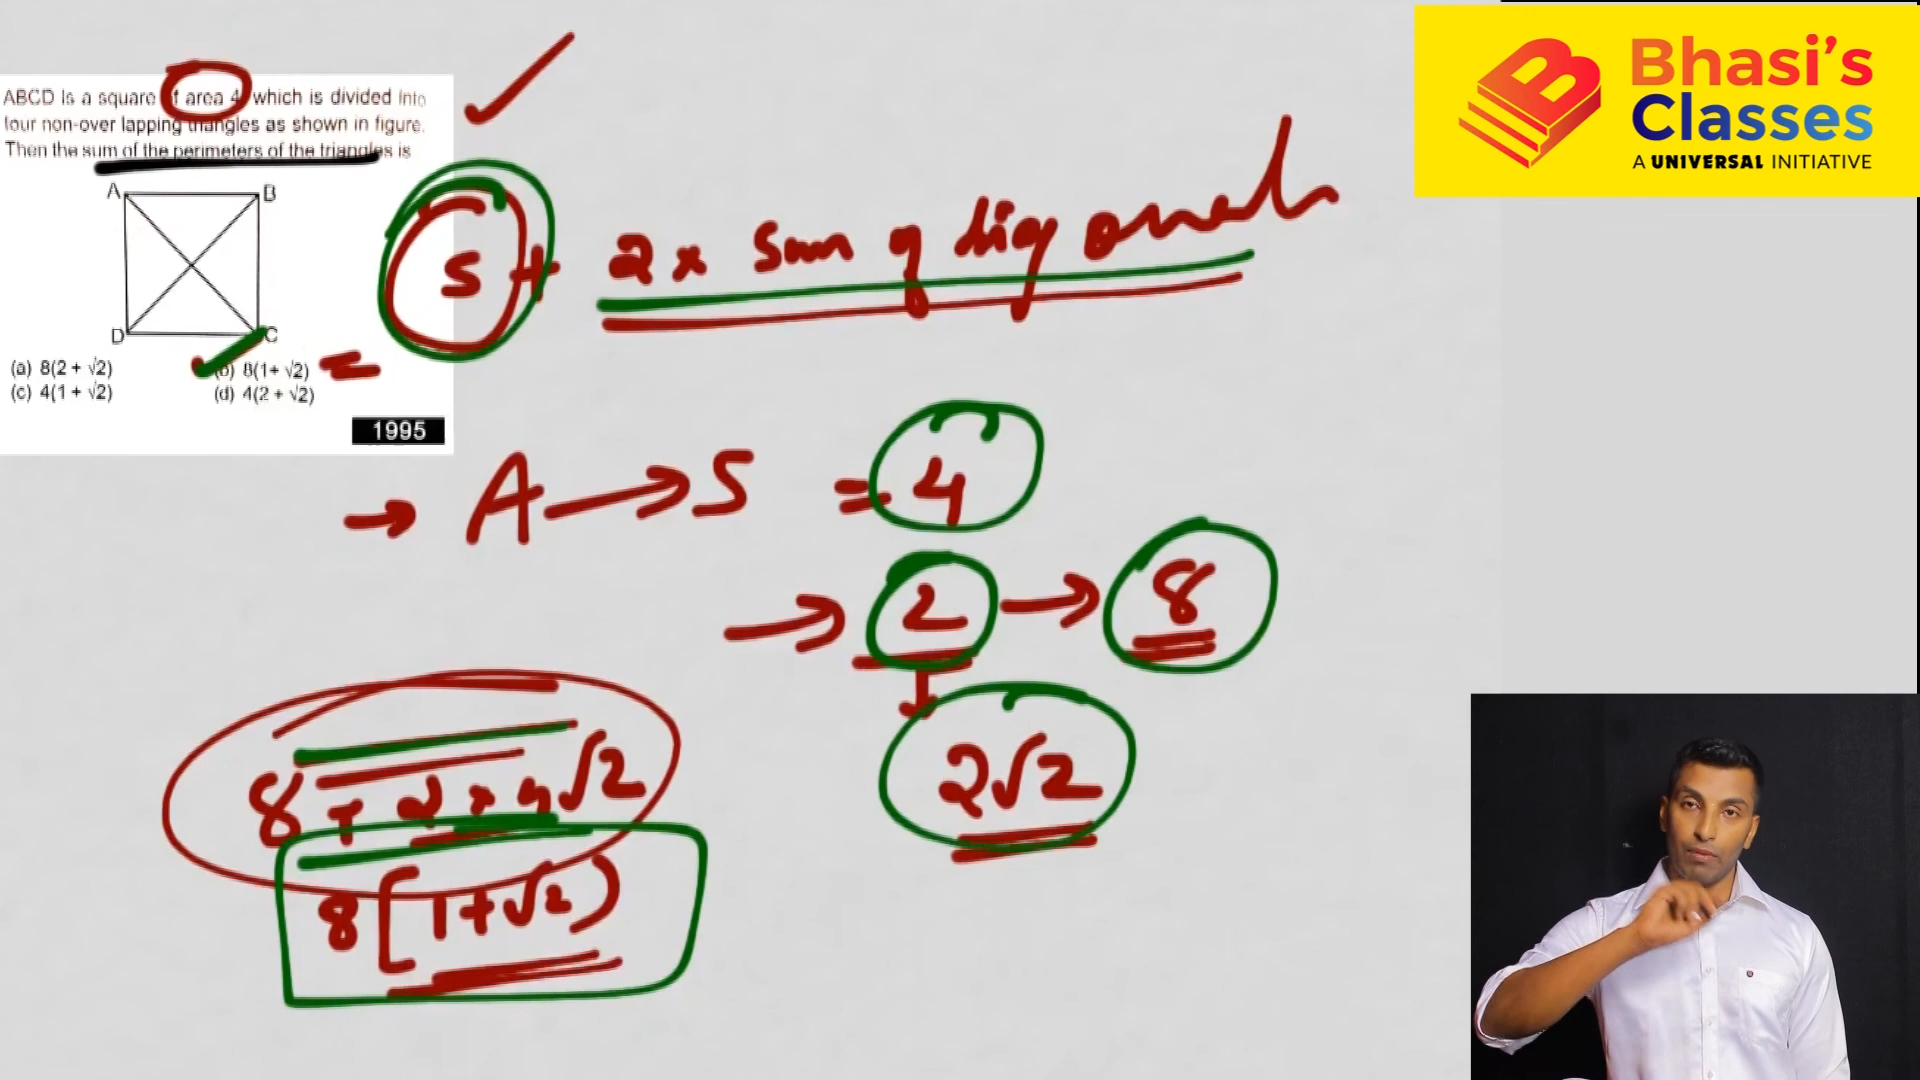 ABCD is a square of area 4 which is divided into
four non-over lapping triangles as shown in figure.
Then the sum of the perimeters of the triangles is
A B
D C
(a) 8(2 + √2) (b) 8(1+ √2)
(c) 4(1 + √2) (d) 4(2 + √2)
1995
S + 2 x Sum of diagonals
=
→ A → S = 4
→ 2 → 8
2√2
8 + 2 x 4√2
8[1+√2)
Bhasi's
Classes
A UNIVERSAL INITIATIVE